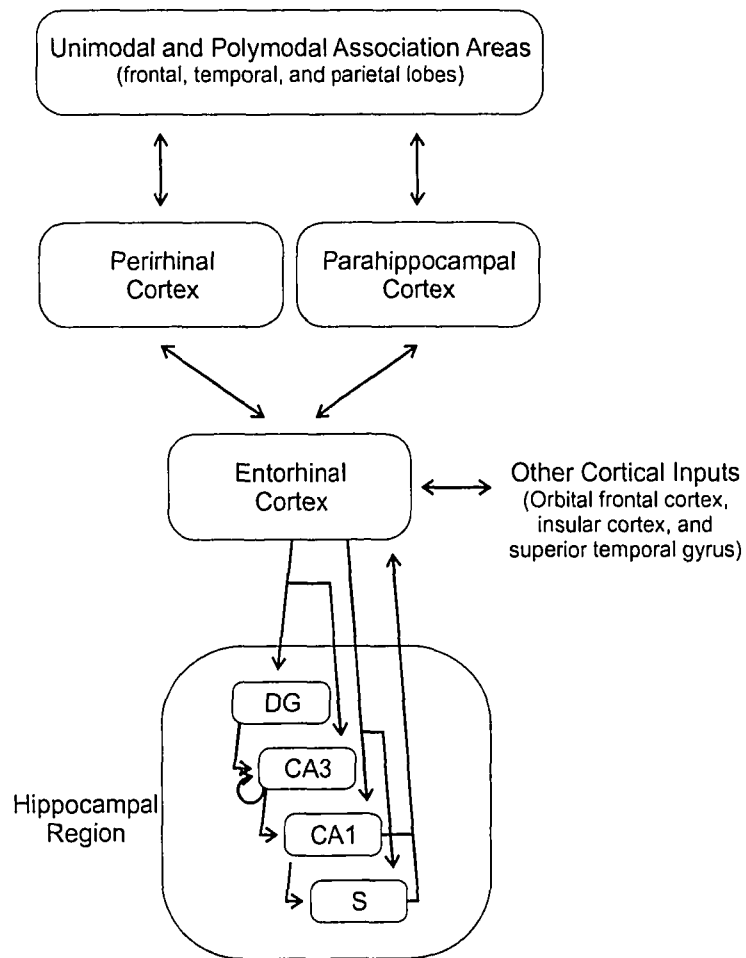 Unimodal and Polymodal Association Areas
(frontal, temporal, and parietal lobes)
Perirhinal
Cortex
Parahippocampal
Cortex
Entorhinal
Cortex
Other Cortical Inputs
(Orbital frontal cortex,
insular cortex, and
superior temporal gyrus)
DG
CA3
Hippocampal
Region
CA1
S